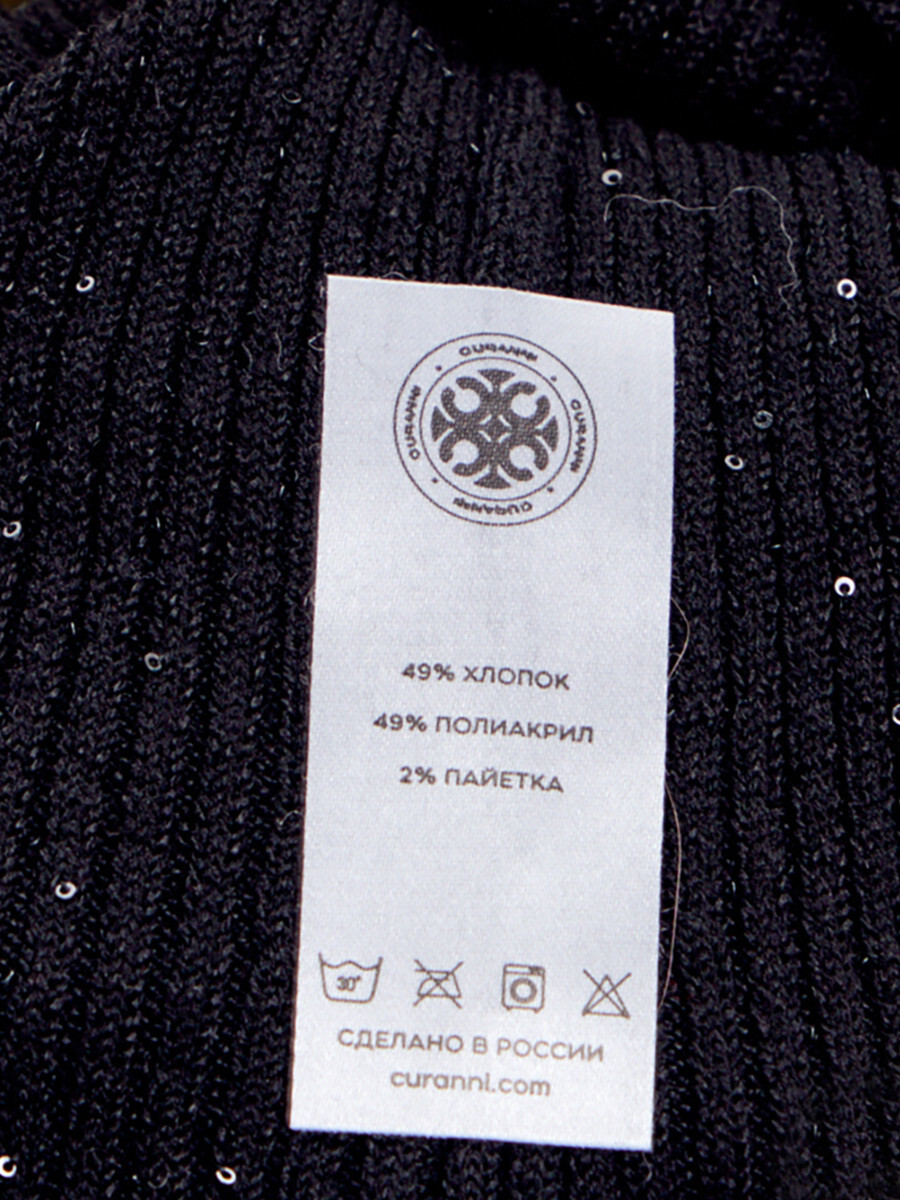 CURANNI
CURANNI
CURANNI
CURANNI
49% ХЛОПОК
49% ПОЛИАКРИЛ
2% ПАЙЕТКА
30°
СДЕЛАНО В РОССИИ
curanni.com